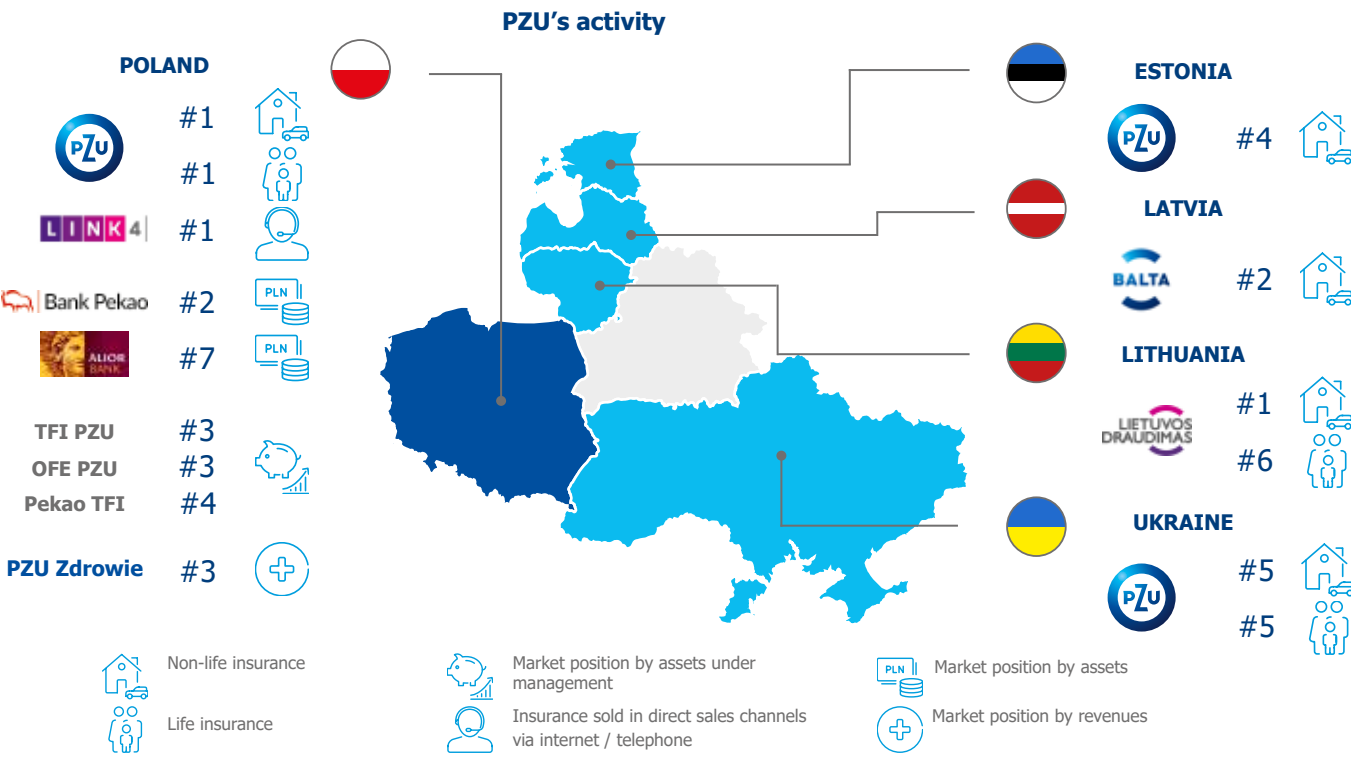 PZU's activity
POLAND
PZU
#1
#1
LINK4
#1
Bank Pekao
#2
PLN
ALIOR
BANK
#7
PLN
TFI PZU
#3
OFE PZU
#3
Pekao TFI
#4
PZU Zdrowie
#3
ESTONIA
PZU
#4
LATVIA
BALTA
#2
LITHUANIA
LIETUVOS
DRAUDIMAS
#1
#6
UKRAINE
PZU
#5
#5
Non-life insurance
Life insurance
Market position by assets under
management
Insurance sold in direct sales channels
via internet / telephone
PLN
Market position by assets
Market position by revenues